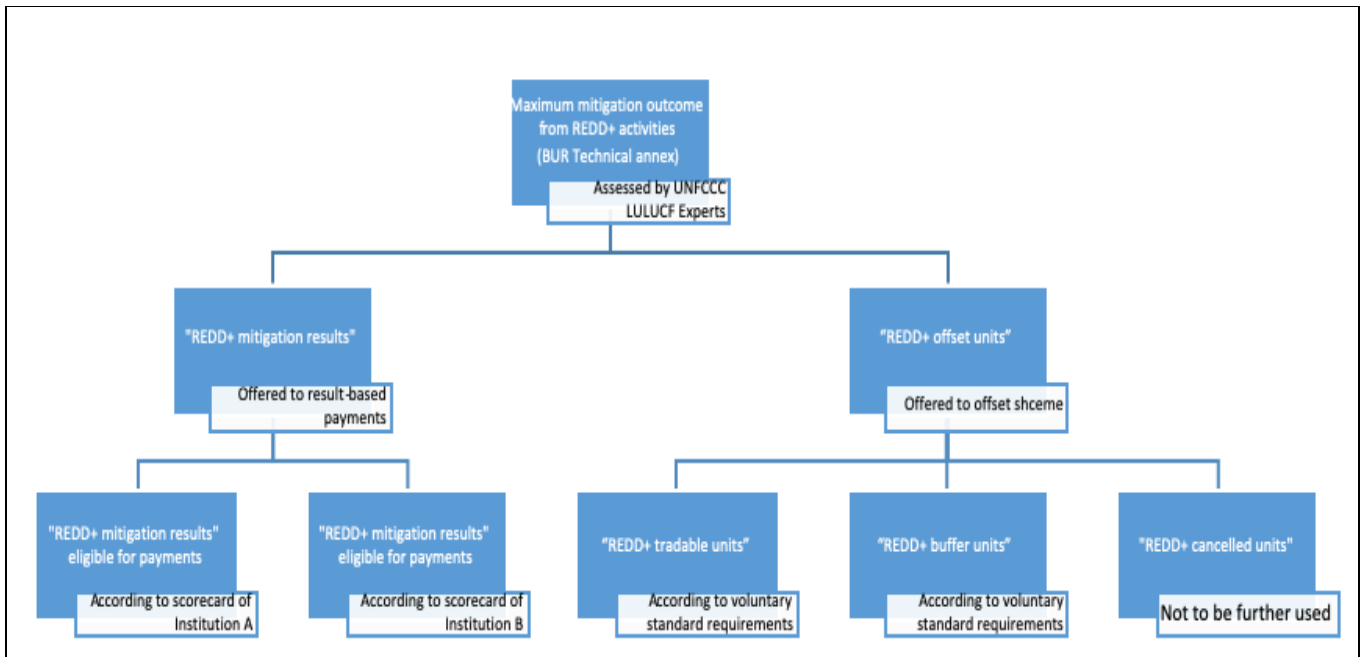 Maximum mitigation outcome
from REDD+ activities
(BUR Technical annex)
Assessed by UNFCCC
LULUCF Experts
"REDD+ mitigation results"
Offered to result-based
payments
“REDD+ offset units”
Offered to offset shceme
"REDD+ mitigation results"
eligible for payments
According to scorecard of
Institution A
"REDD+ mitigation results"
eligible for payments
According to scorecard of
Institution B
“REDD+ tradable units”
According to voluntary
standard requirements
“REDD+ buffer units”
According to voluntary
standard requirements
"REDD+ cancelled units"
Not to be further used